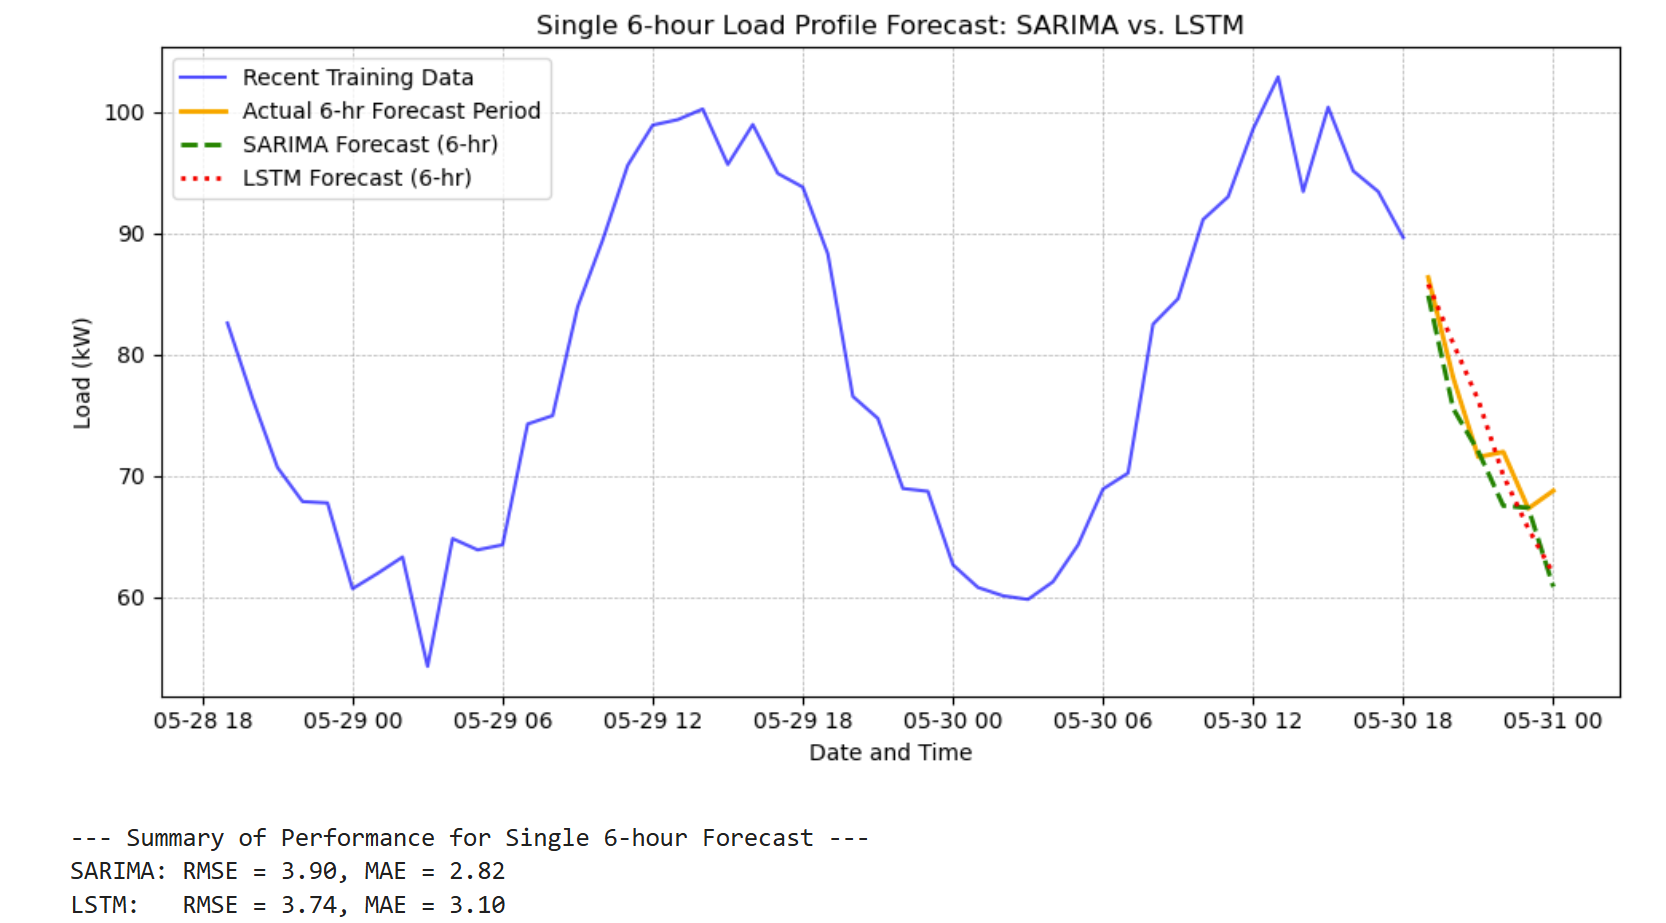 Single 6-hour Load Profile Forecast: SARIMA vs. LSTM
Recent Training Data
Actual 6-hr Forecast Period
SARIMA Forecast (6-hr)
LSTM Forecast (6-hr)
100
90
80
70
60
Load (kW)
05-28 18 05-29 00 05-29 06 05-29 12 05-29 18 05-30 00 05-30 06 05-30 12 05-30 18 05-31 00
Date and Time
--- Summary of Performance for Single 6-hour Forecast ---
SARIMA: RMSE = 3.90, MAE = 2.82
LSTM:   RMSE = 3.74, MAE = 3.10